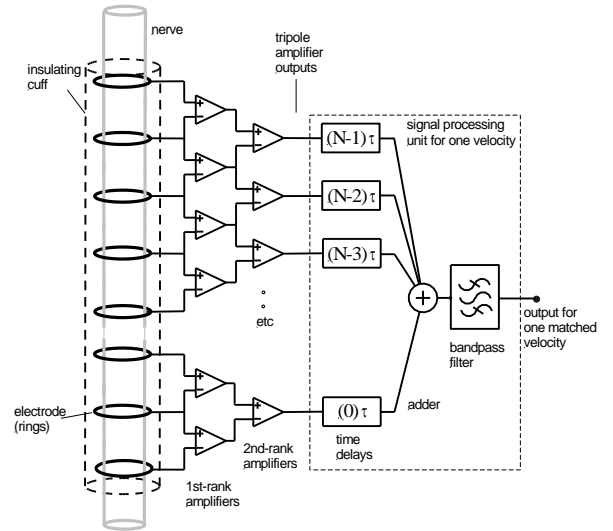 nerve
insulating
cuff
tripole
amplifier
outputs
signal processing
unit for one velocity
(N-1) τ
(N-2) τ
(N-3) τ
+
-
+
-
+
-
+
-
+
-
+
-
+
-
+
etc
bandpass
filter
output for
one matched
velocity
+
-
+
-
+
-
(0) τ
adder
electrode
(rings)
2nd-rank
amplifiers
time
delays
1st-rank
amplifiers